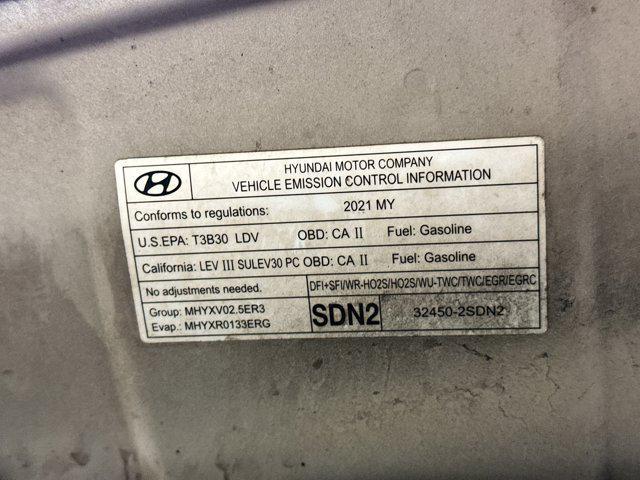 HYUNDAI MOTOR COMPANY
VEHICLE EMISSION CONTROL INFORMATION
Conforms to regulations: 2021 MY
U.S.EPA: T3B30 LDV OBD: CA II Fuel: Gasoline
California: LEV III SULEV30 PC OBD: CA II Fuel: Gasoline
No adjustments needed. DFI+SFI/WR-HO2S/HO2S/WU-TWC/TWC/EGR/EGRC
Group: MHYXV02.5ER3
Evap.: MHYXR0133ERG
SDN2
32450-2SDN2